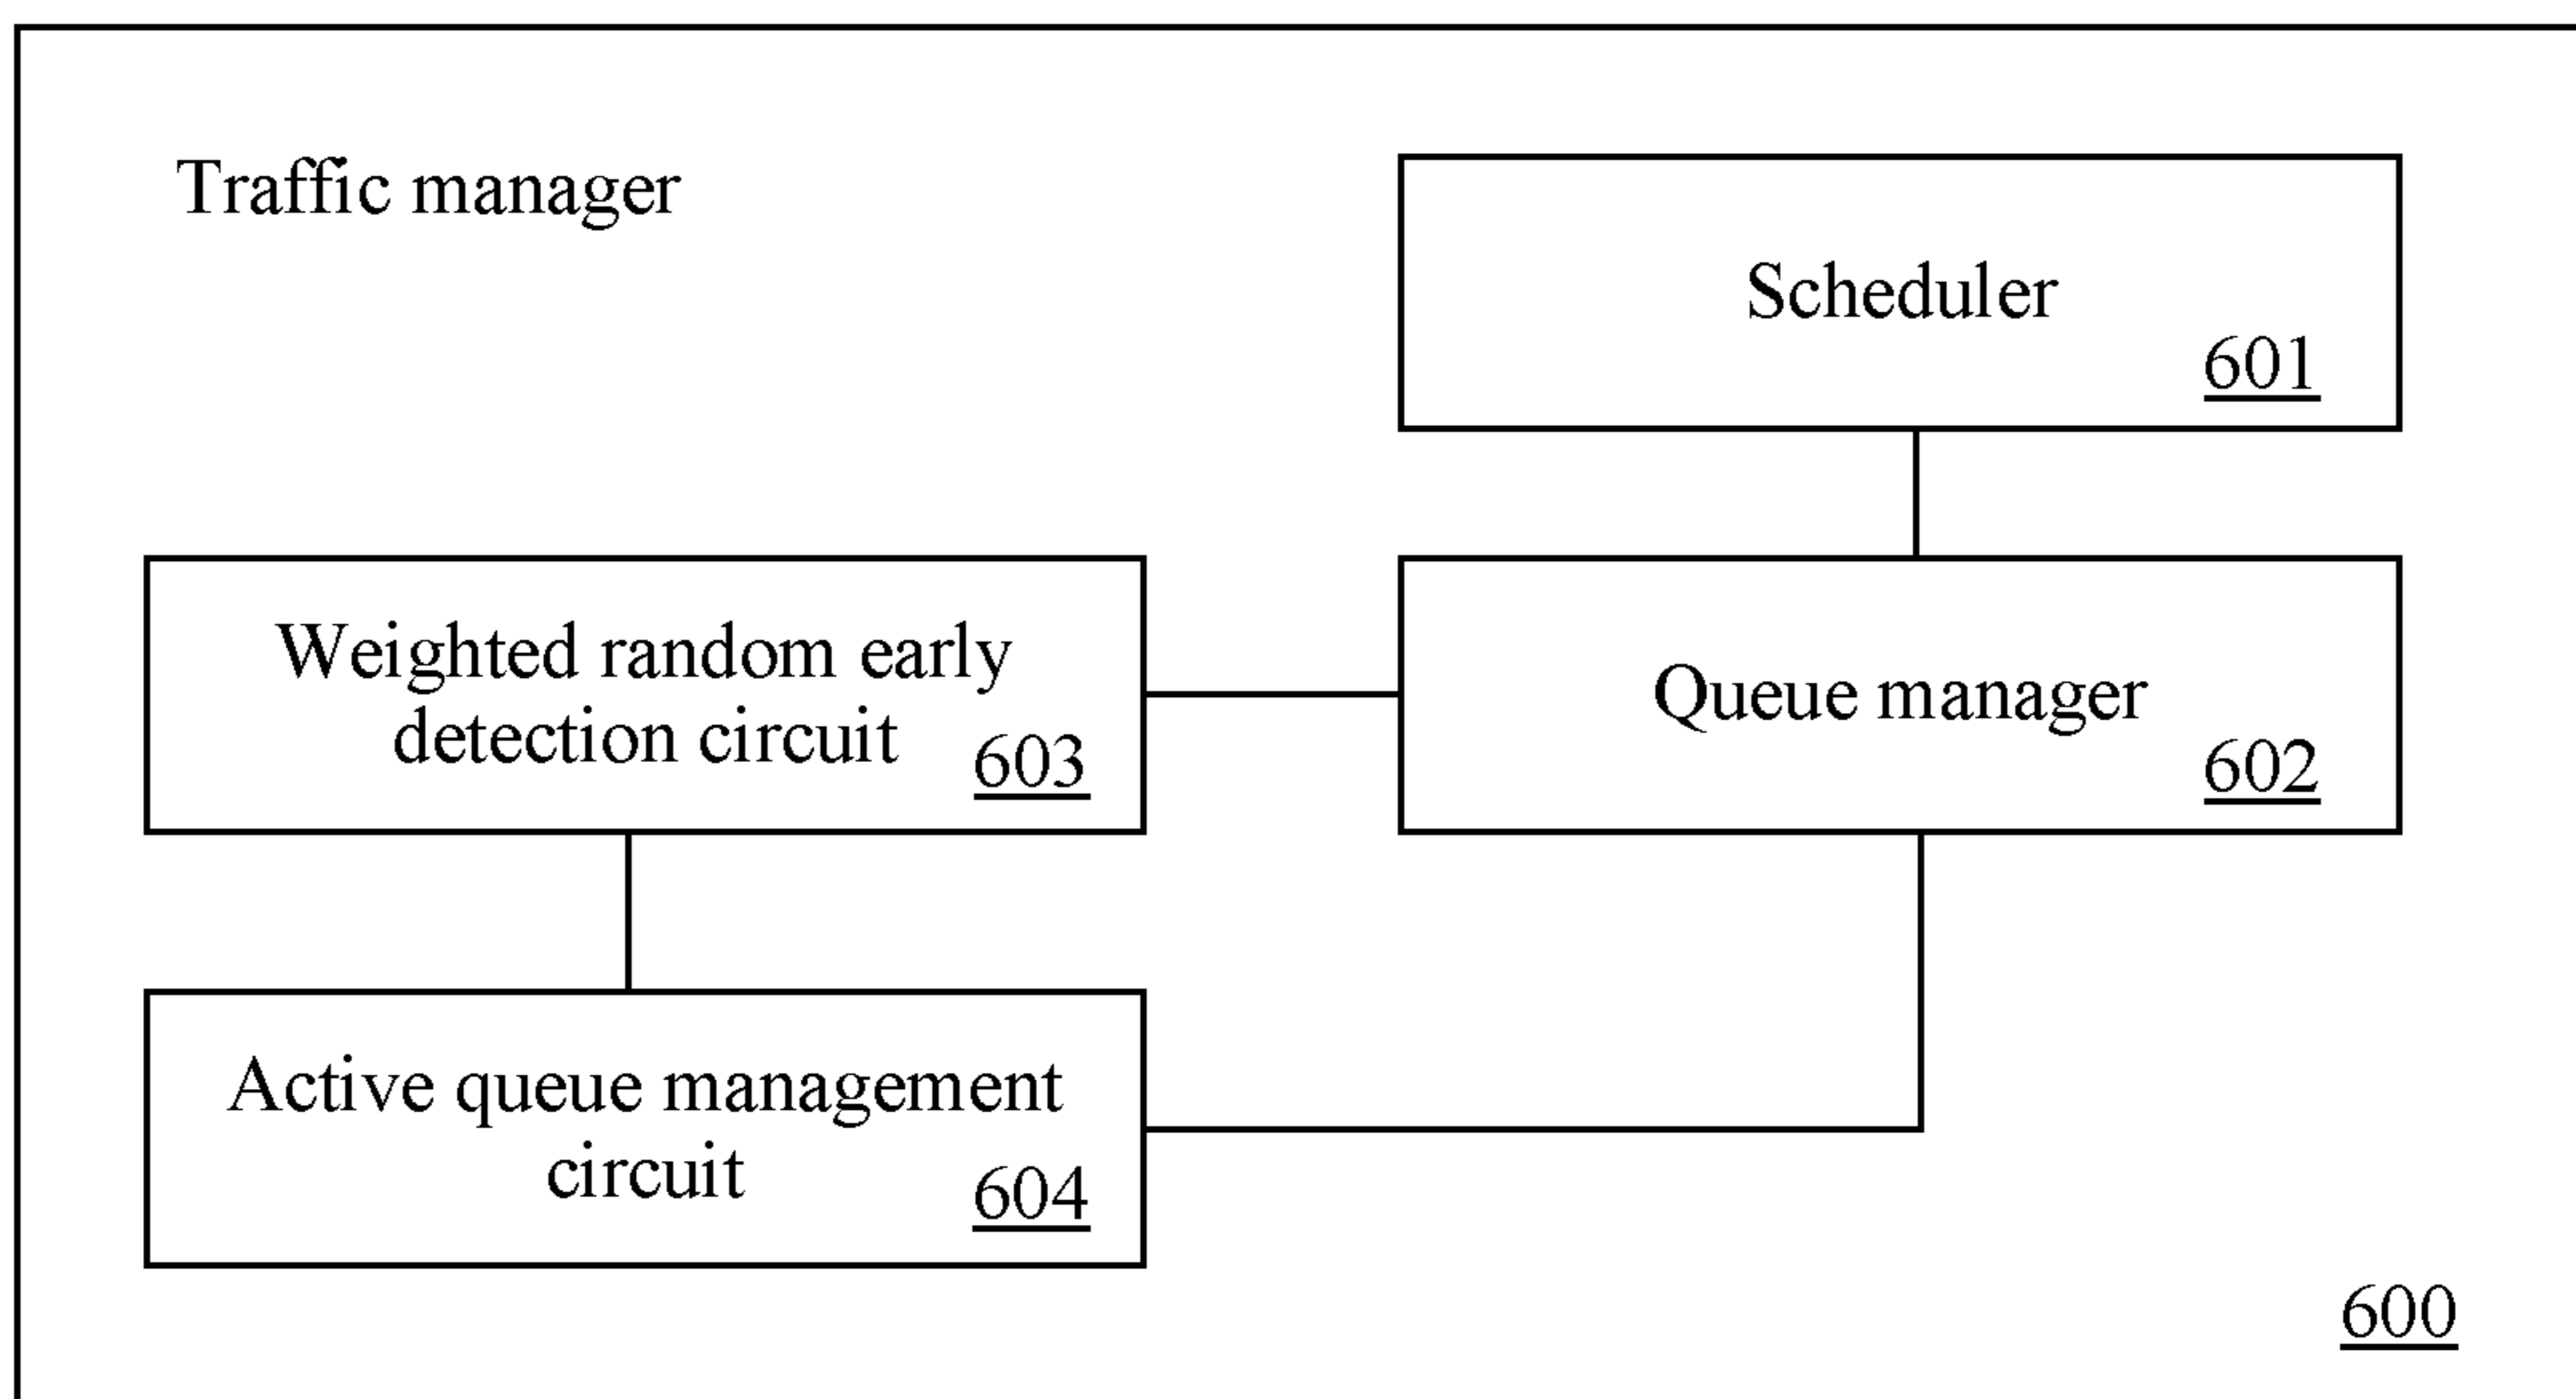 Traffic manager
Scheduler
601
Weighted random early
detection circuit
603
Queue manager
602
Active queue management
circuit
604
600